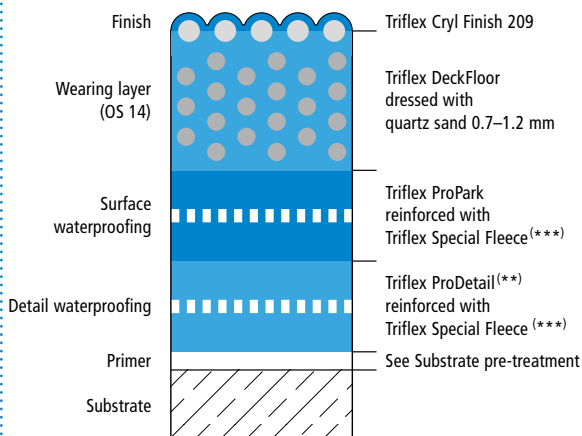 Finish
Triflex Cryl Finish 209
Wearing layer
(OS 14)
Triflex DeckFloor
dressed with
quartz sand 0.7–1.2 mm
Surface
waterproofing
Triflex ProPark
reinforced with
Triflex Special Fleece(***)
Detail waterproofing
Triflex ProDetail(**)
reinforced with
Triflex Special Fleece (***)
Primer
See Substrate pre-treatment
Substrate